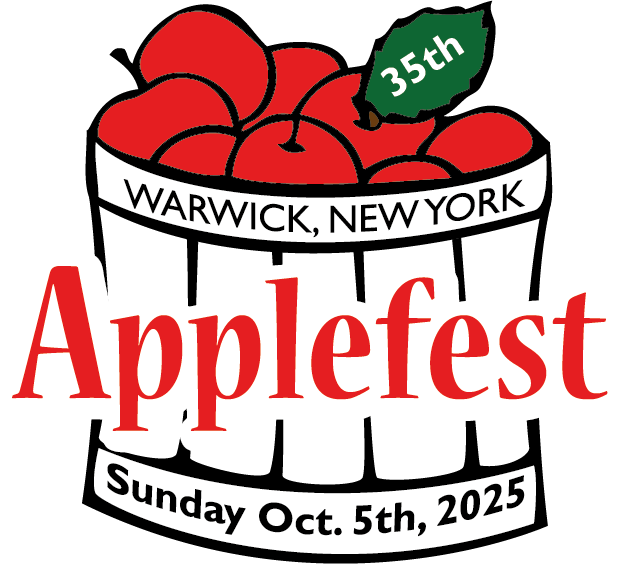 35th
WARWICK, NEW YORK
Applefest
Sunday Oct. 5th, 2025